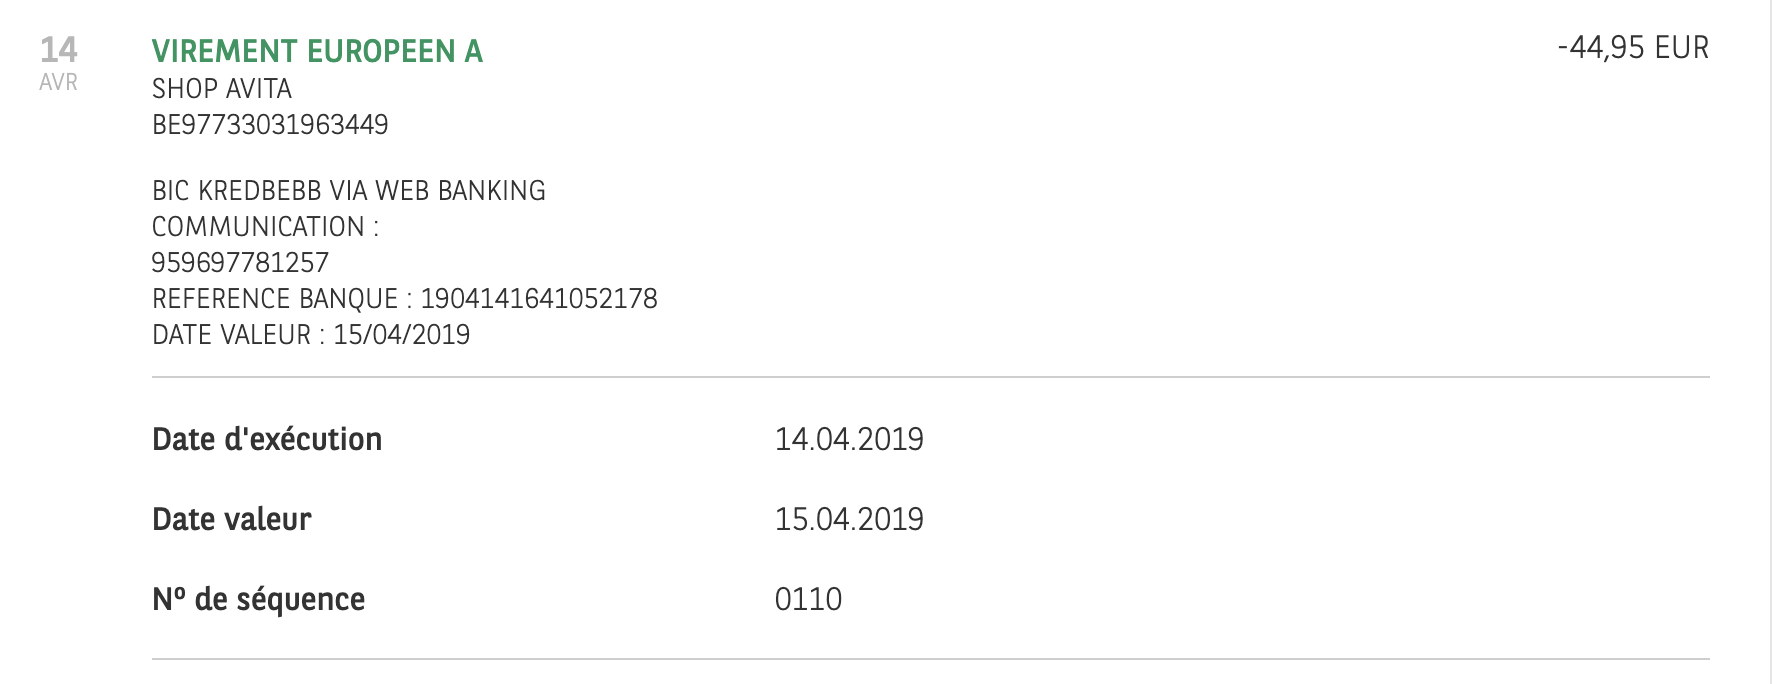 14
AVR
VIREMENT EUROPEEN A
-44,95 EUR
SHOP AVITA
BE97733031963449
BIC KREDBEBB VIA WEB BANKING
COMMUNICATION :
959697781257
REFERENCE BANQUE : 1904141641052178
DATE VALEUR : 15/04/2019
Date d'exécution 14.04.2019
Date valeur 15.04.2019
Nº de séquence 0110